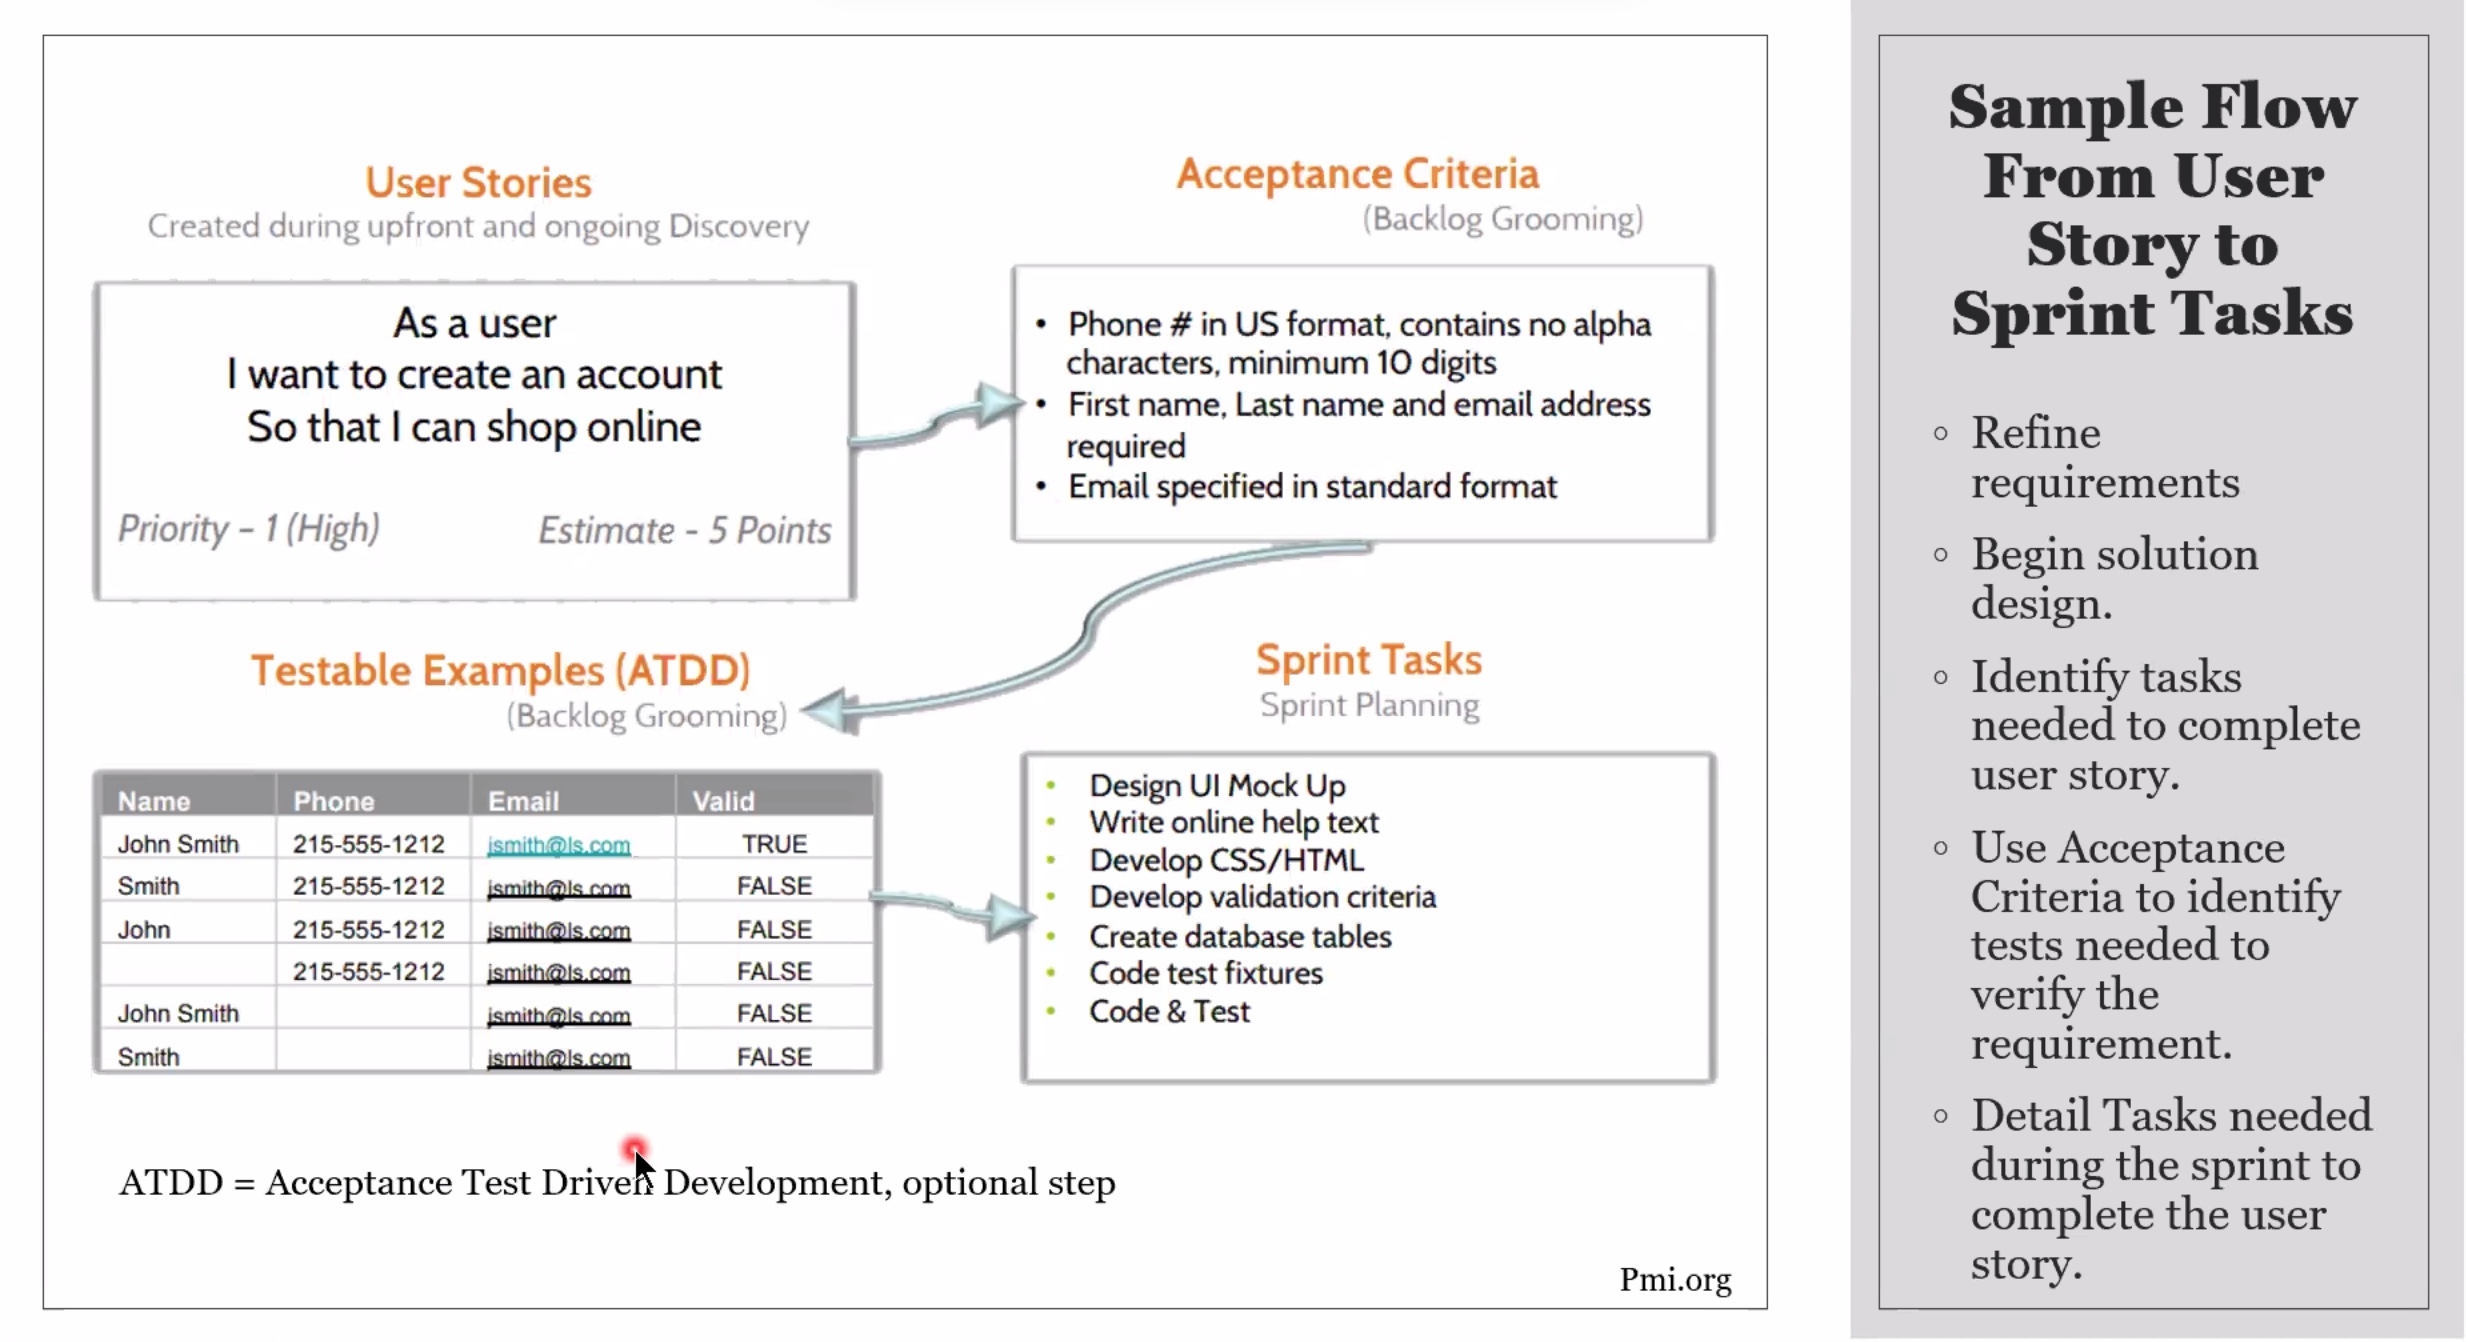 User Stories
Created during upfront and ongoing Discovery
As a user
I want to create an account
So that I can shop online
Priority – 1 (High)
Estimate - 5 Points
Acceptance Criteria
(Backlog Grooming)
• Phone # in US format, contains no alpha
characters, minimum 10 digits
• First name, Last name and email address
required
• Email specified in standard format
Testable Examples (ATDD)
(Backlog Grooming)
Name Phone Email Valid
John Smith 215-555-1212 jsmith@ls.com TRUE
Smith 215-555-1212 jsmith@ls.com FALSE
John 215-555-1212 jsmith@ls.com FALSE
215-555-1212 jsmith@ls.com FALSE
John Smith jsmith@ls.com FALSE
Smith jsmith@ls.com FALSE
Sprint Tasks
Sprint Planning
• Design UI Mock Up
• Write online help text
• Develop CSS/HTML
• Develop validation criteria
• Create database tables
• Code test fixtures
• Code & Test
ATDD = Acceptance Test Driven Development, optional step
Pmi.org
Sample Flow
From User
Story to
Sprint Tasks
◦ Refine
requirements
◦ Begin solution
design.
◦ Identify tasks
needed to complete
user story.
◦ Use Acceptance
Criteria to identify
tests needed to
verify the
requirement.
◦ Detail Tasks needed
during the sprint to
complete the user
story.